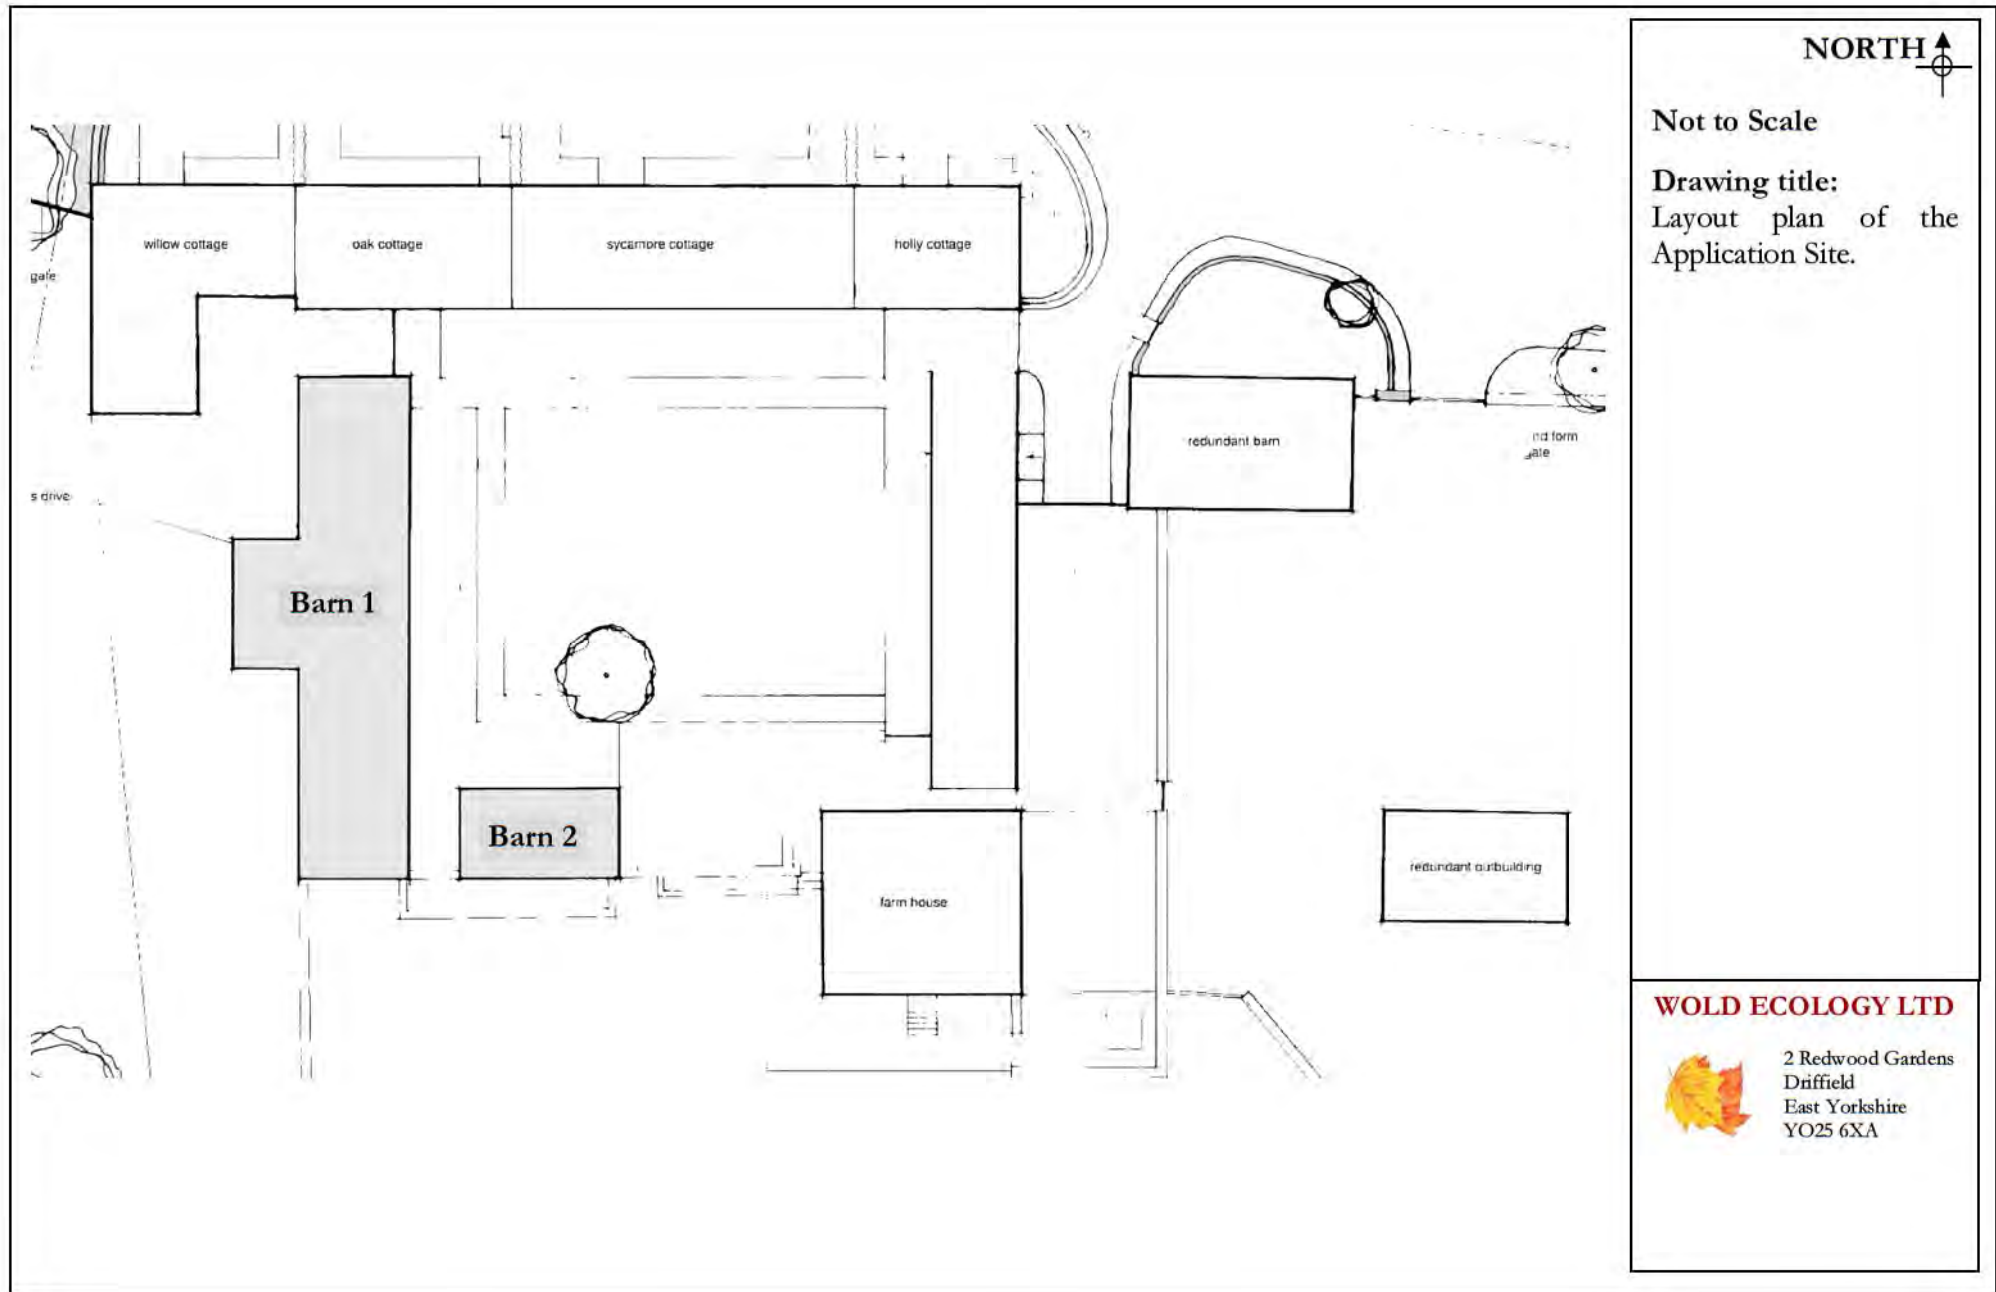 NORTH
Not to Scale
Drawing title:
Layout plan of the
Application Site.
willow cottage
oak cottage
sycamore cottage
holly cottage
gate
redundant barn
nd form
s drive
Barn 1
Barn 2
redundant outbuilding
farm house
WOLD ECOLOGY LTD
2 Redwood Gardens
Driffield
East Yorkshire
YO25 6XA